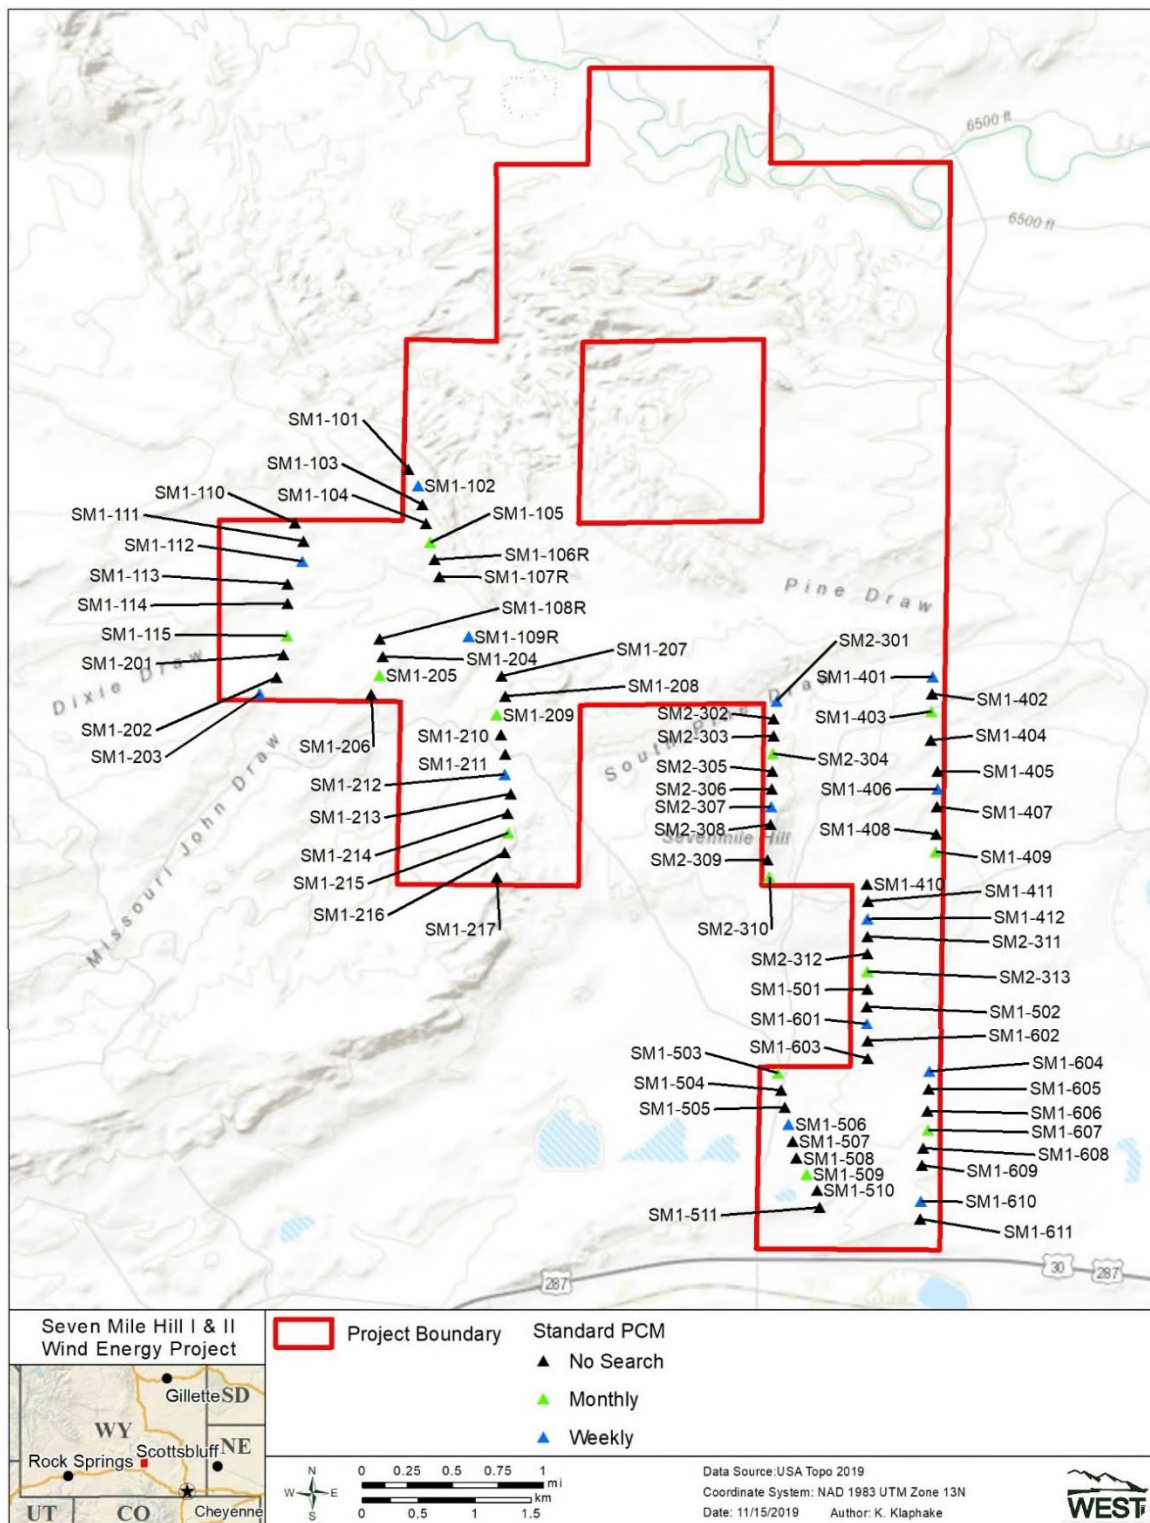 6500 ft
6500 ft
SM1-101
SM1-103
SM1-102
SM1-110
SM1-104
SM1-111
SM1-105
SM1-112
SM1-106R
SM1-113
SM1-107R
Pine Draw
SM1-114
SM1-108R
SM1-115
SM1-109R
SM2-301
SM1-201
SM1-204
SM1-207
Dixie Draw
SM1-205
SM1-401
SM1-208
SM1-402
SM1-202
SM1-209
SM2-302
SM1-403
SM1-203
SM1-206
SM1-210
SM2-303
SM1-404
South Pine Draw
SM2-304
SM1-211
SM2-305
SM1-405
SM1-212
SM2-306
SM1-406
SM1-213
SM2-307
SM1-407
SM2-308
SM1-408
Sevenmile Hill
Missouri John Draw
SM1-214
SM2-309
SM1-409
SM1-215
SM1-410
SM1-216
SM1-411
SM1-217
SM2-310
SM1-412
SM2-311
SM2-312
SM2-313
SM1-501
SM1-502
SM1-601
SM1-602
SM1-503
SM1-603
SM1-604
SM1-504
SM1-605
SM1-505
SM1-606
SM1-506
SM1-607
SM1-507
SM1-608
SM1-508
SM1-609
SM1-509
SM1-510
SM1-610
SM1-511
SM1-611
287
30
287
Seven Mile Hill I & II
Wind Energy Project
Gillette
SD
WY
Scottsbluff
NE
Rock Springs
Cheyenne
UT
CO
Project Boundary
Standard PCM
No Search
Monthly
Weekly
N
W
E
S
0 0.25 0.5 0.75 1
mi
km
0 0.5 1 1.5
Data Source:USA Topo 2019
Coordinate System: NAD 1983 UTM Zone 13N
Date: 11/15/2019 Author: K. Klaphake
WEST